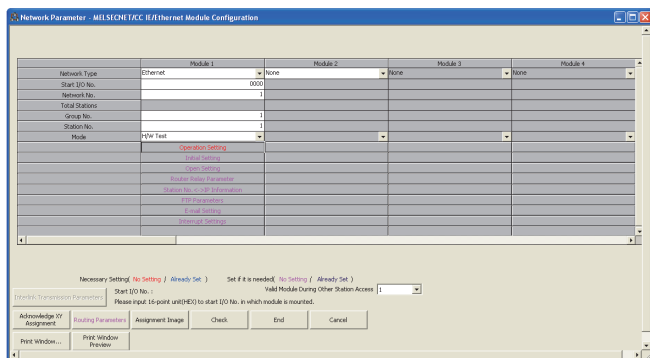 Network Parameter - MELSECNET/CC IE/Ethernet Module Configuration
Module 1 Module 2 Module 3 Module 4
Network Type Ethernet None None None
Start I/O No. 0000
Network No. 1
Total Stations
Group No. 1
Station No. 1
Mode H/W Test
Operation Setting
Initial Setting
Open Setting
Router Relay Parameter
Station No.<->IP Information
FTP Parameters
E-mail Setting
Interrupt Settings
Necessary Setting( No Setting / Already Set ) Set if it is needed( No Setting / Already Set )
Interlink Transmission Parameters Start I/O No. : Valid Module During Other Station Access 1
Please input 16-point unit(HEX) to start I/O No. in which module is mounted.
Acknowledge XY Assignment Routing Parameters Assignment Image Check End Cancel
Print Window... Print Window Preview